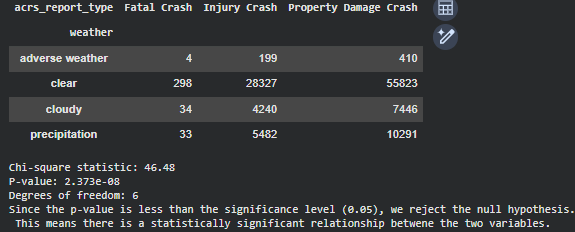 acrs_report_type Fatal Crash Injury Crash Property Damage Crash
weather
adverse weather 4 199 410
clear 298 28327 55823
cloudy 34 4240 7446
precipitation 33 5482 10291
Chi-square statistic: 46.48
P-value: 2.373e-08
Degrees of freedom: 6
Since the p-value is less than the significance level (0.05), we reject the null hypothesis.
This means there is a statistically significant relationship betwene the two variables.